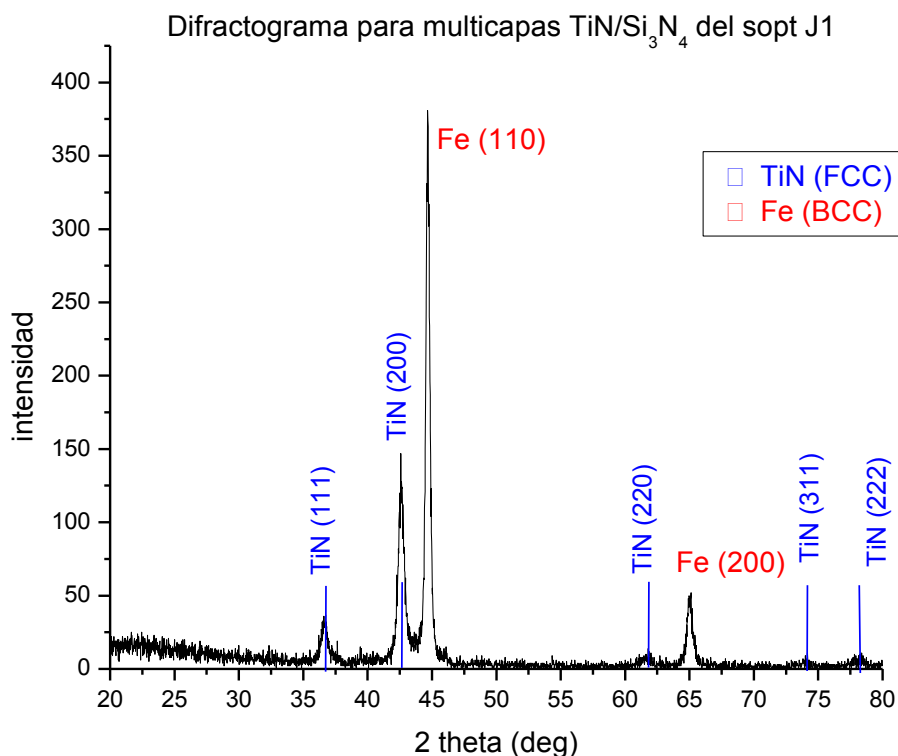 Difractograma para multicapas TiN/Si₃N₄ del sopt J1
intensidad
400
350
300
250
200
150
100
50
0
Fe (110)
TiN (FCC)
Fe (BCC)
TiN (111)
TiN (200)
TiN (220)
Fe (200)
TiN (311)
TiN (222)
20 25 30 35 40 45 50 55 60 65 70 75 80
2 theta (deg)